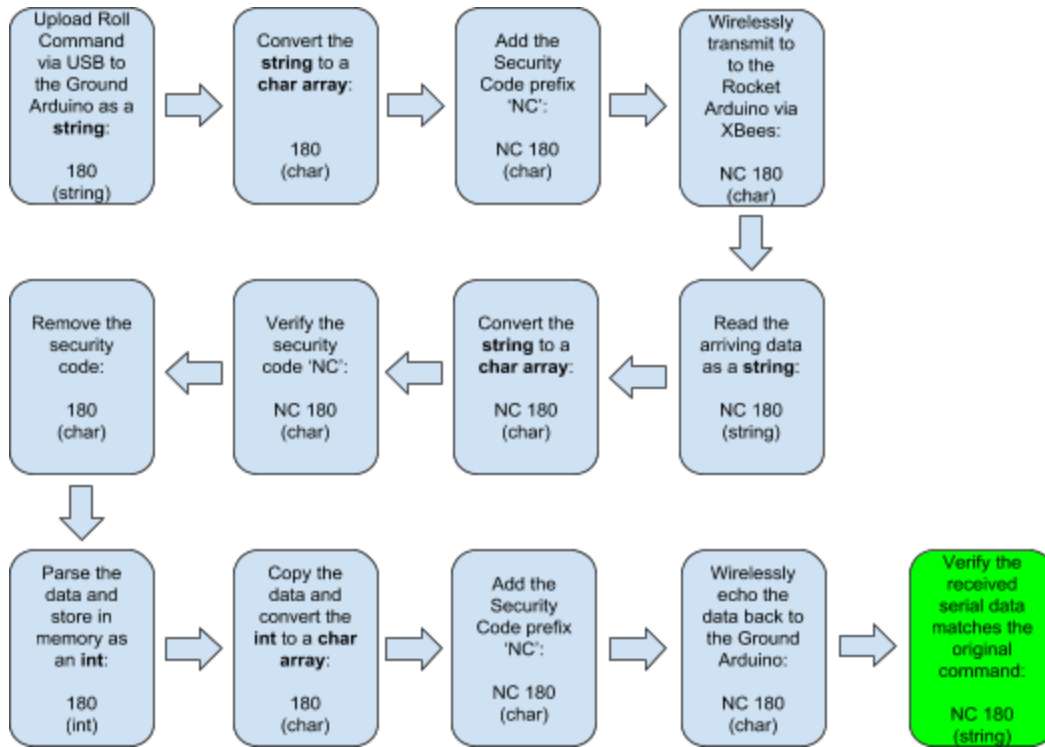 Upload Roll
Command
via USB to
the Ground
Arduino as a
string:
180
(string)
Convert the
string to a
char array:
180
(char)
Add the
Security
Code prefix
'NC':
NC 180
(char)
Wirelessly
transmit to
to the
Rocket
Arduino via
XBees:
NC 180
(char)
Read the
arriving data
as a string:
NC 180
(string)
Convert the
string to a
char array:
NC 180
(char)
Verify the
security
code 'NC':
NC 180
(char)
Remove the
security
code:
180
(char)
Parse the
data and
store in
memory as
an int:
180
(int)
Copy the
data and
convert the
int to a char
array:
180
(char)
Add the
Security
Code prefix
'NC':
NC 180
(char)
Wirelessly
echo the
data back to
the Ground
Arduino:
NC 180
(char)
Verify the
received
serial data
matches the
original
command:
NC 180
(string)